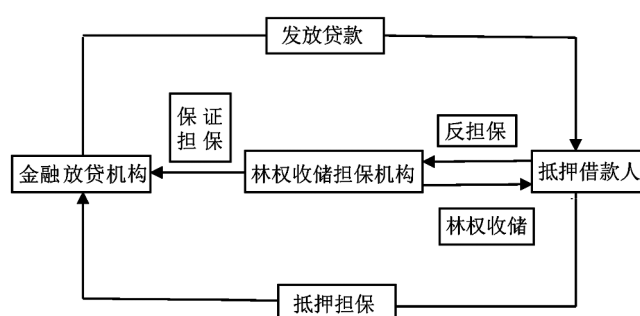 发放贷款
保证
担保
反担保
金融放贷机构
林权收储担保机构
抵押借款人
林权收储
抵押担保